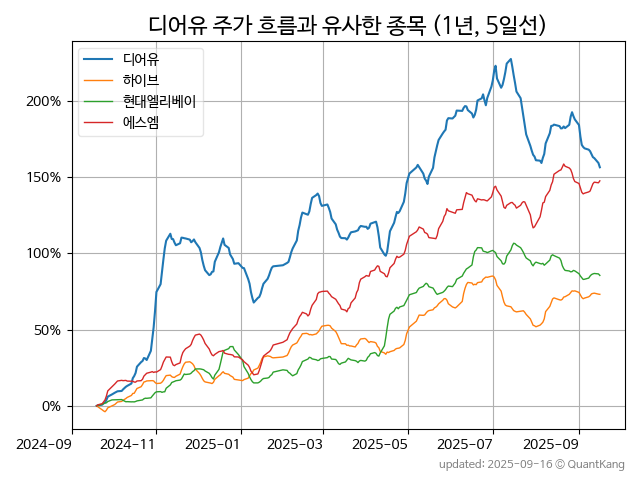 디어유 주가 흐름과 유사한 종목 (1년, 5일선)
디어유
하이브
현대엘리베이
에스엠
200%
150%
100%
50%
0%
2024-09 2024-11 2025-01 2025-03 2025-05 2025-07 2025-09
updated: 2025-09-16 © QuantKang